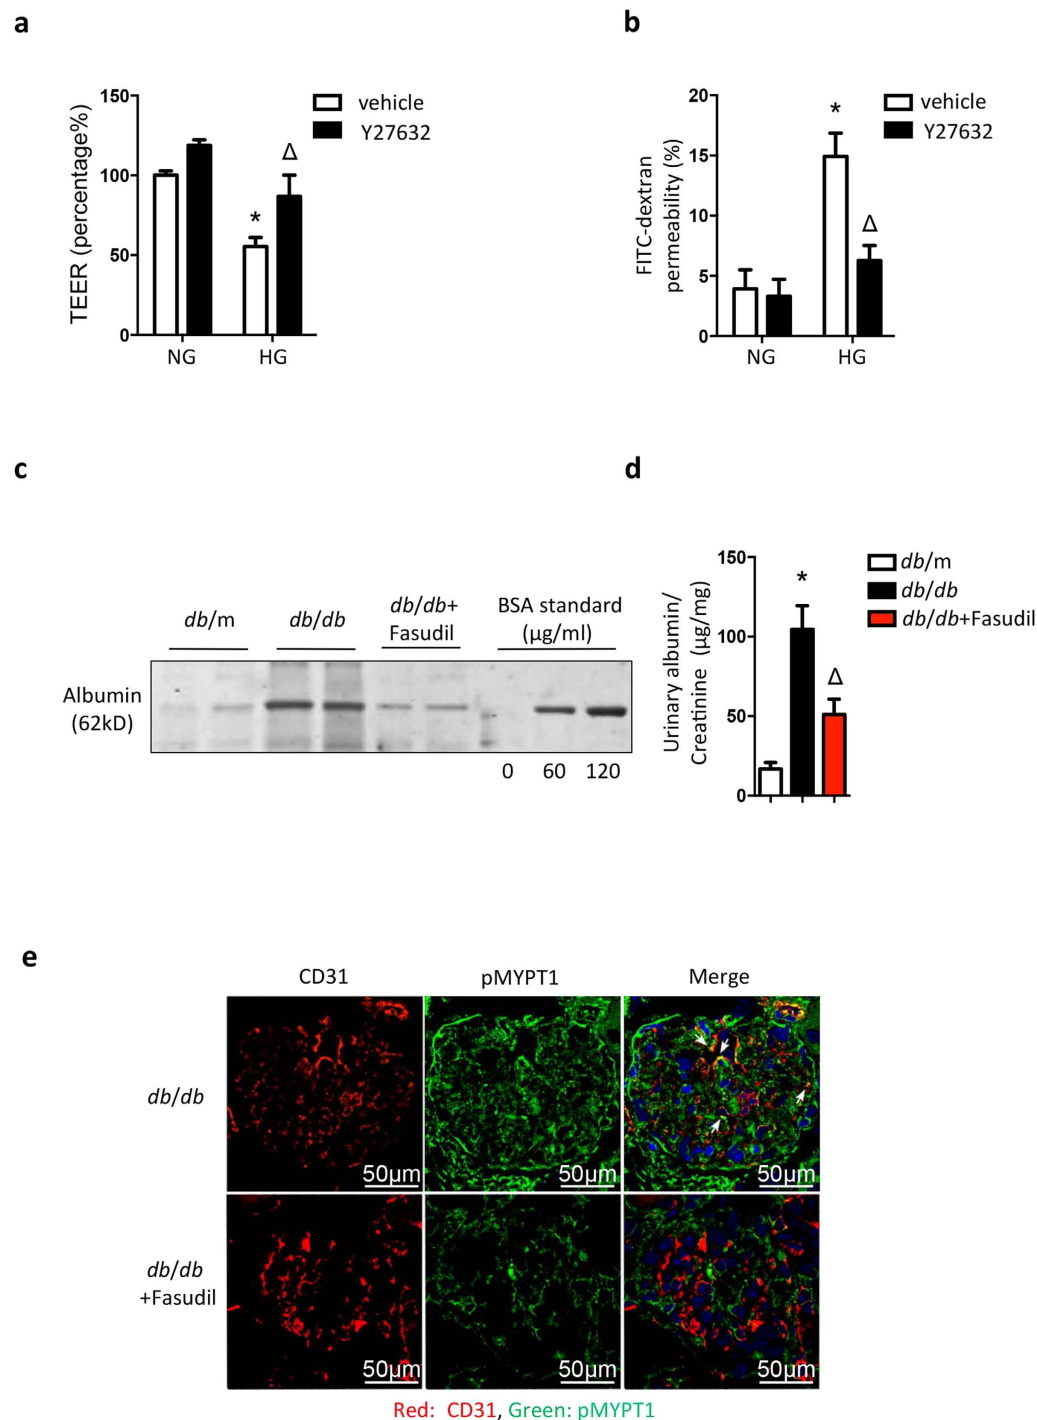 a
b
150
100
50
0
TEER (percentage%)
vehicle
Y27632
*
Δ
NG
HG
20
15
10
5
0
FITC-dextran
permeability (%)
vehicle
Y27632
*
Δ
NG
HG
c
d
db/m
db/db
db/db+
Fasudil
BSA standard
(µg/ml)
Albumin
(62kD)
0 60 120
150
100
50
0
Urinary albumin/
Creatinine (µg/mg)
*
Δ
db/m
db/db
db/db+Fasudil
e
CD31 pMYPT1 Merge
db/db
50µm 50µm 50µm
db/db
+Fasudil
50µm 50µm 50µm
Red: CD31, Green: pMYPT1